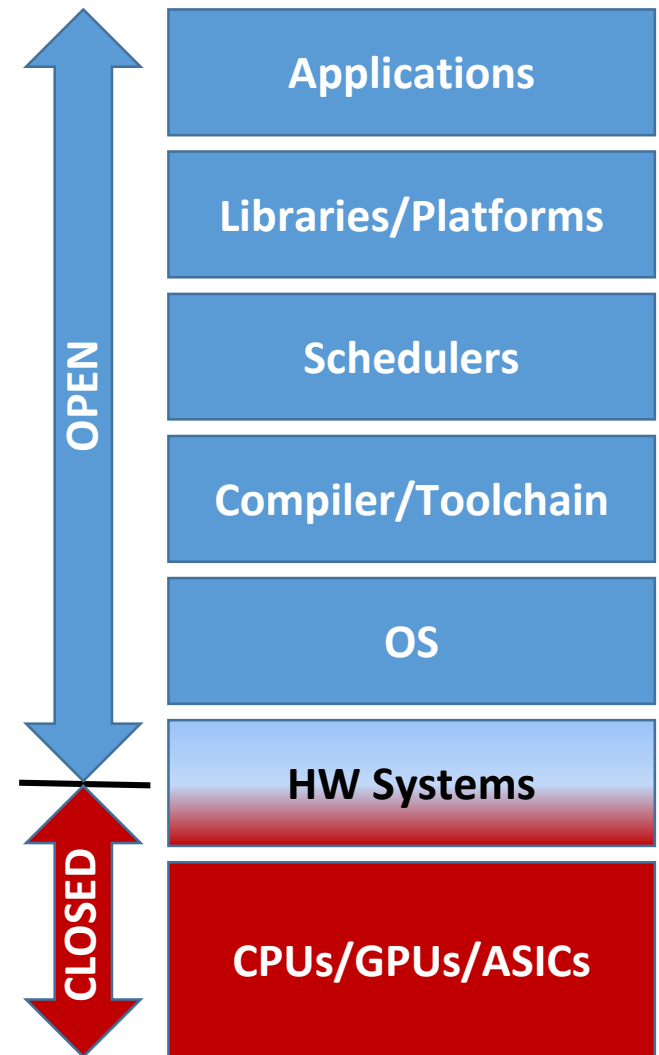 Applications
Libraries/Platforms
Schedulers
Compiler/Toolchain
OS
HW Systems
CPUs/GPUs/ASICs
OPEN
CLOSED